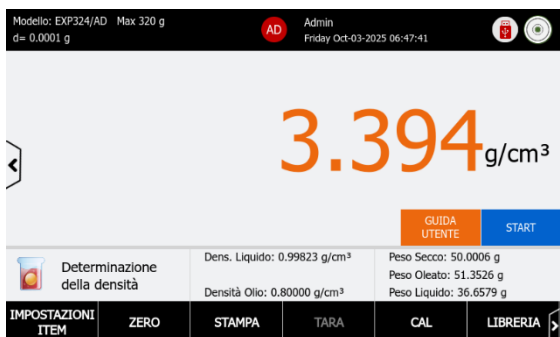 Modello: EXP324/AD Max 320 g
d= 0.0001 g
AD
Admin
Friday Oct-03-2025 06:47:41
3.394 g/cm³
GUIDA
UTENTE
START
Determinazione
della densità
Dens. Liquido: 0.99823 g/cm³
Densità Olio: 0.80000 g/cm³
Peso Secco: 50.0006 g
Peso Oleato: 51.3526 g
Peso Liquido: 36.6579 g
IMPOSTAZIONI
ITEM
ZERO
STAMPA
TARA
CAL
LIBRERIA